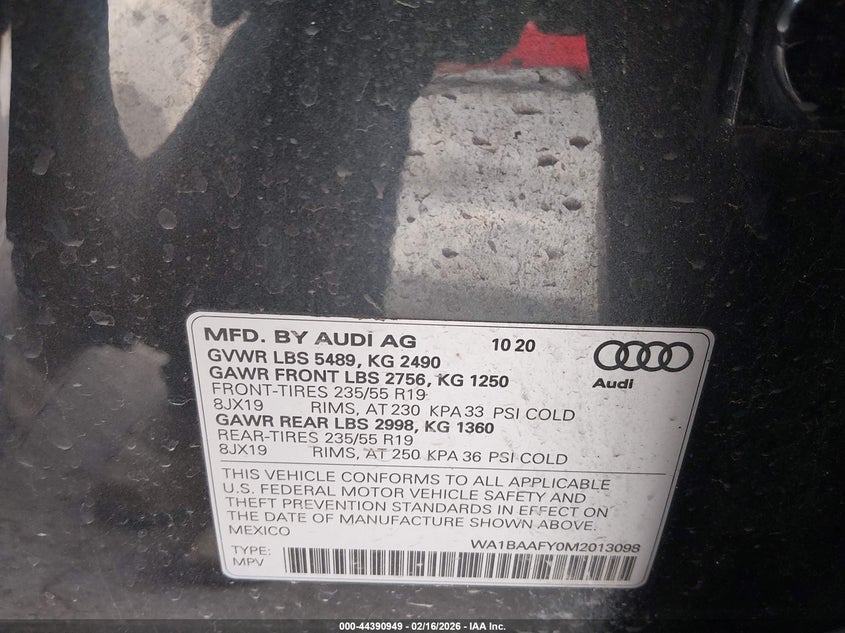 MFD. BY AUDI AG 10 20
GVWR LBS 5489, KG 2490
GAWR FRONT LBS 2756, KG 1250
FRONT-TIRES 235/55 R19
8JX19 RIMS, AT 230 KPA 33 PSI COLD
GAWR REAR LBS 2998, KG 1360
REAR-TIRES 235/55 R19
8JX19 RIMS, AT 250 KPA 36 PSI COLD
Audi
THIS VEHICLE CONFORMS TO ALL APPLICABLE
U.S. FEDERAL MOTOR VEHICLE SAFETY AND
THEFT PREVENTION STANDARDS IN EFFECT ON
THE DATE OF MANUFACTURE SHOWN ABOVE.
MEXICO
WA1BAAFY0M2013098
TYPE:
MPV
000-44390949 - 02/16/2026 - IAA Inc.